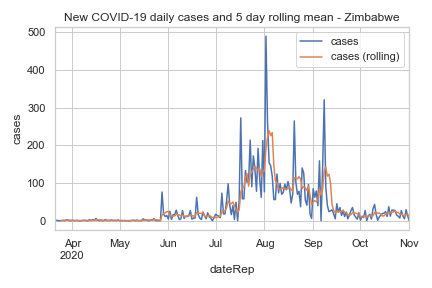 New COVID-19 daily cases and 5 day rolling mean - Zimbabwe
cases
cases (rolling)
500
400
300
200
100
0
cases
Apr
2020
May
Jun
Jul
Aug
Sep
Oct
Nov
dateRep